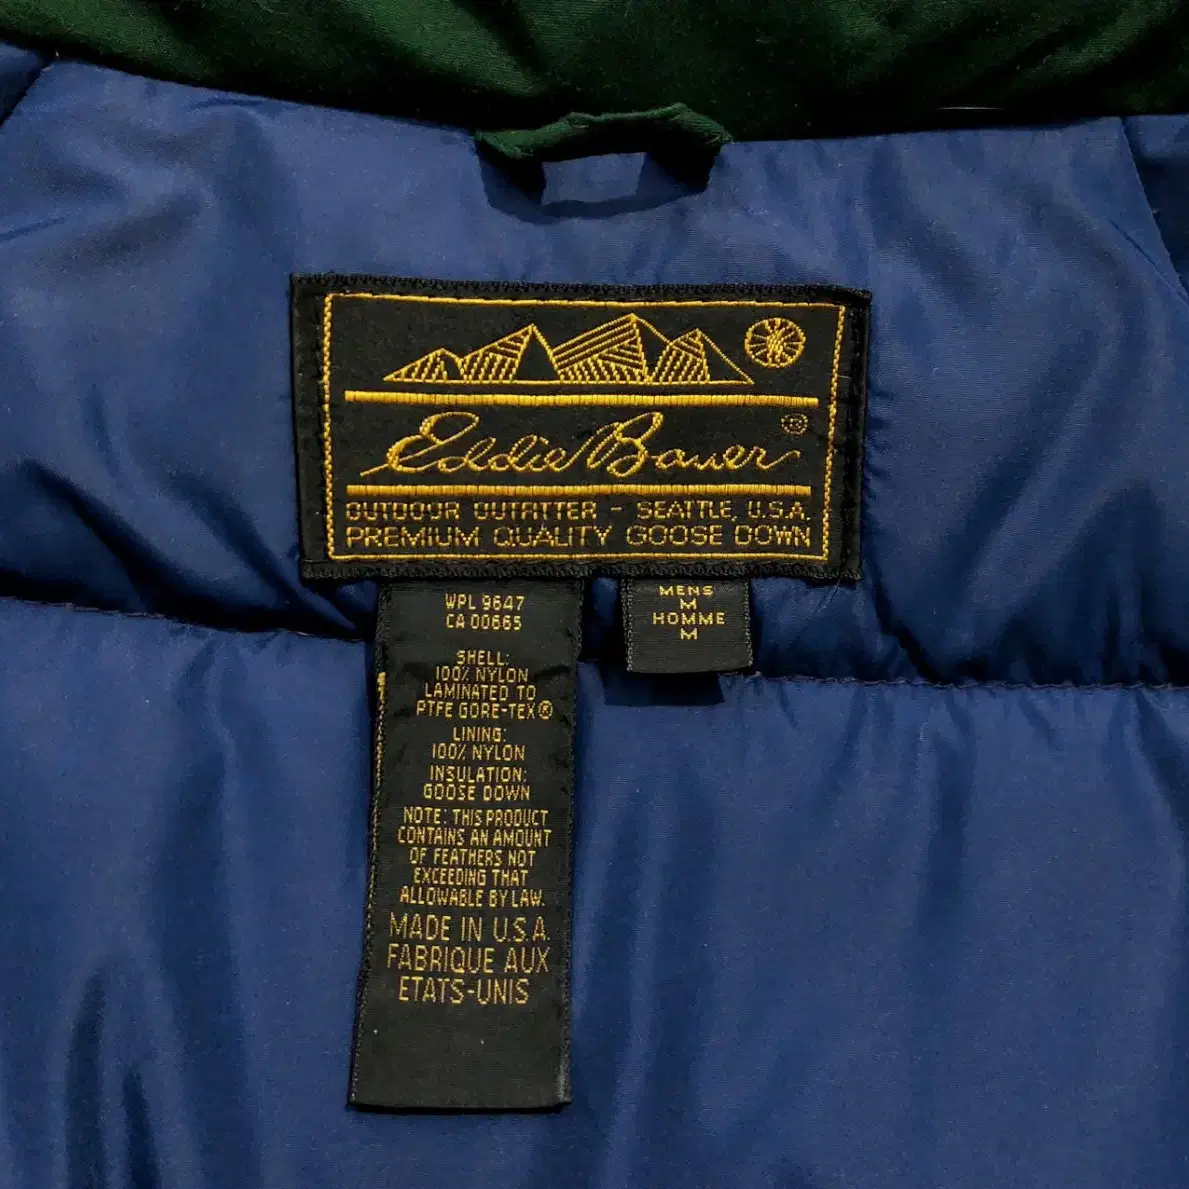 Eddie Bauer®
OUTDOOR OUTFITTER - SEATTLE, U.S.A.
PREMIUM QUALITY GOOSE DOWN
WPL 9647
CA 00665
SHELL:
100% NYLON
LAMINATED TO
PTFE GORE-TEX®
LINING:
100% NYLON
INSULATION:
GOOSE DOWN
NOTE: THIS PRODUCT
CONTAINS AN AMOUNT
OF FEATHERS NOT
EXCEEDING THAT
ALLOWABLE BY LAW.
MADE IN U.S.A.
FABRIQUE AUX
ETATS-UNIS
MENS
M
HOMME
M